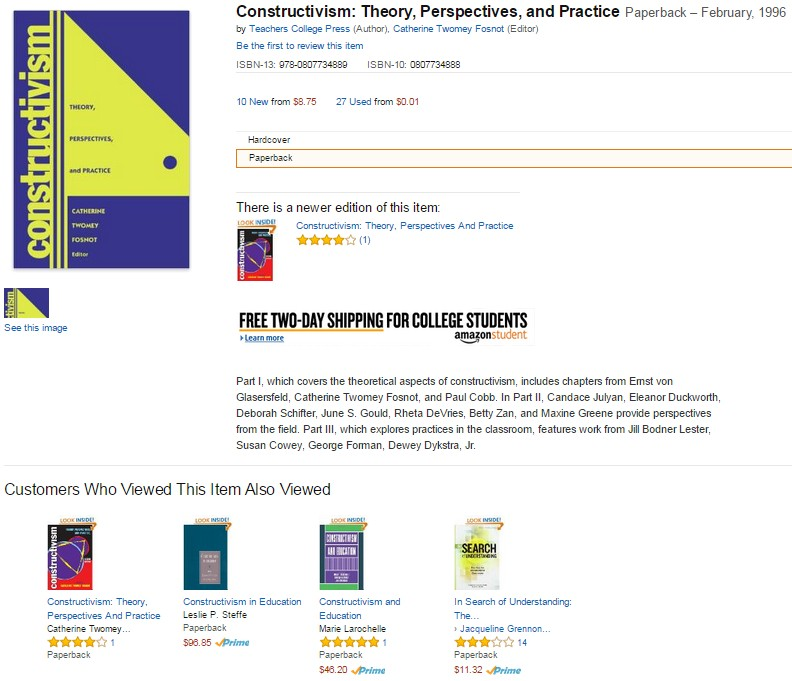 constructivism
THEORY,
PERSPECTIVES,
and PRACTICE
CATHERINE
TWOMEY
FOSNOT
Editor
See this image
Constructivism: Theory, Perspectives, and Practice Paperback – February, 1996
by Teachers College Press (Author), Catherine Twomey Fosnot (Editor)
Be the first to review this item
ISBN-13: 978-0807734889 ISBN-10: 0807734888
10 New from $8.75 27 Used from $0.01
Hardcover
Paperback
There is a newer edition of this item:
LOOK INSIDE!
constructivism
Constructivism: Theory, Perspectives And Practice
(1)
FREE TWO-DAY SHIPPING FOR COLLEGE STUDENTS
› Learn more
amazonstudent
Part I, which covers the theoretical aspects of constructivism, includes chapters from Ernst von
Glasersfeld, Catherine Twomey Fosnot, and Paul Cobb. In Part II, Candace Julyan, Eleanor Duckworth,
Deborah Schifter, June S. Gould, Rheta DeVries, Betty Zan, and Maxine Greene provide perspectives
from the field. Part III, which explores practices in the classroom, features work from Jill Bodner Lester,
Susan Cowey, George Forman, Dewey Dykstra, Jr.
Customers Who Viewed This Item Also Viewed
LOOK INSIDE!
constructivism
Constructivism: Theory,
Perspectives And Practice
Catherine Twomey...
1
Paperback
LOOK INSIDE!
Constructivism in Education
Leslie P. Steffe
Paperback
$96.85 Prime
LOOK INSIDE!
CONSTRUCTIVISM
AND EDUCATION
Constructivism and
Education
Marie Larochelle
1
Paperback
$46.20 Prime
LOOK INSIDE!
SEARCH
UNDERSTANDING
In Search of Understanding:
The...
› Jacqueline Grennon...
14
Paperback
$11.32 Prime